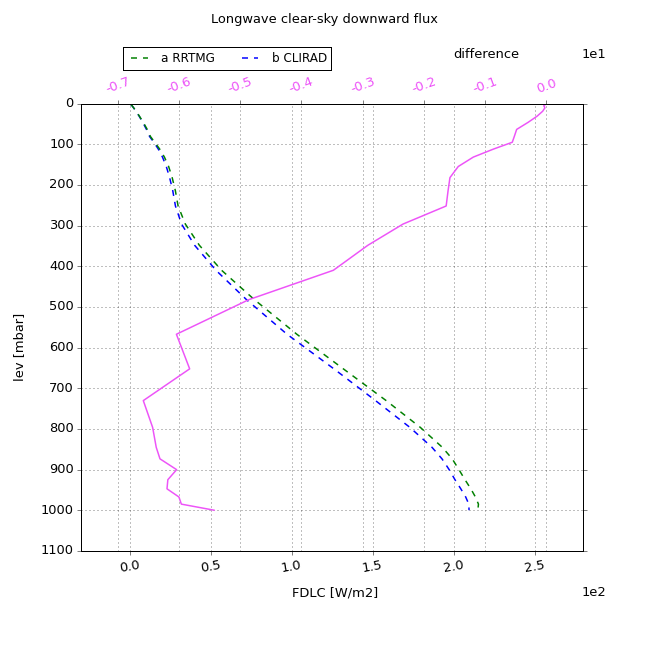 Longwave clear-sky downward flux
a RRTMG b CLIRAD difference 1e1
-0.7 -0.6 -0.5 -0.4 -0.3 -0.2 -0.1 0.0
0
100
200
300
400
500
600
700
800
900
1000
1100
lev [mbar]
0.0 0.5 1.0 1.5 2.0 2.5
FDLC [W/m2] 1e2